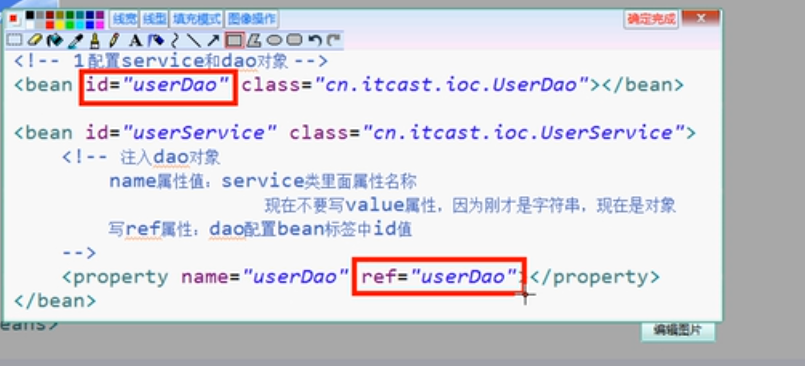 线宽 线型 填充模式 图像操作 确定完成
<!-- 1配置service和dao对象 -->
<bean id="userDao" class="cn.itcast.ioc.UserDao"></bean>
<bean id="userService" class="cn.itcast.ioc.UserService">
<!-- 注入dao对象
name属性值：service类里面属性名称
现在不要写value属性，因为刚才是字符串，现在是对象
写ref属性：dao配置bean标签中id值
-->
<property name="userDao" ref="userDao"></property>
</bean>
eans>
编辑图片